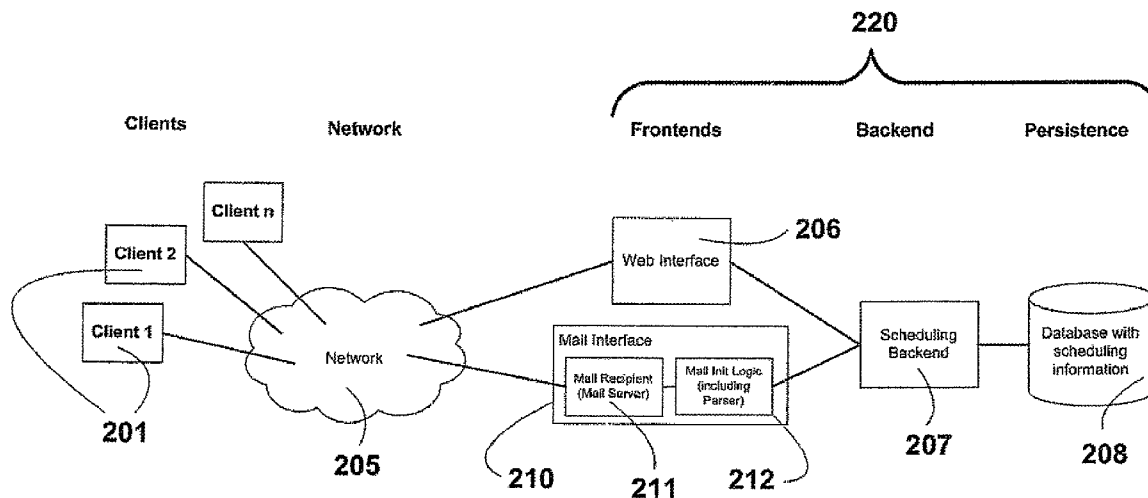 220
Clients
Network
Frontends
Backend
Persistence
Client n
Client 2
Client 1
201
Network
205
206
Web Interface
Mail Interface
Mail Recipient
(Mail Server)
Mail Init Logic
(including
Parser)
210
211
212
Scheduling
Backend
207
Database with
scheduling
information
208